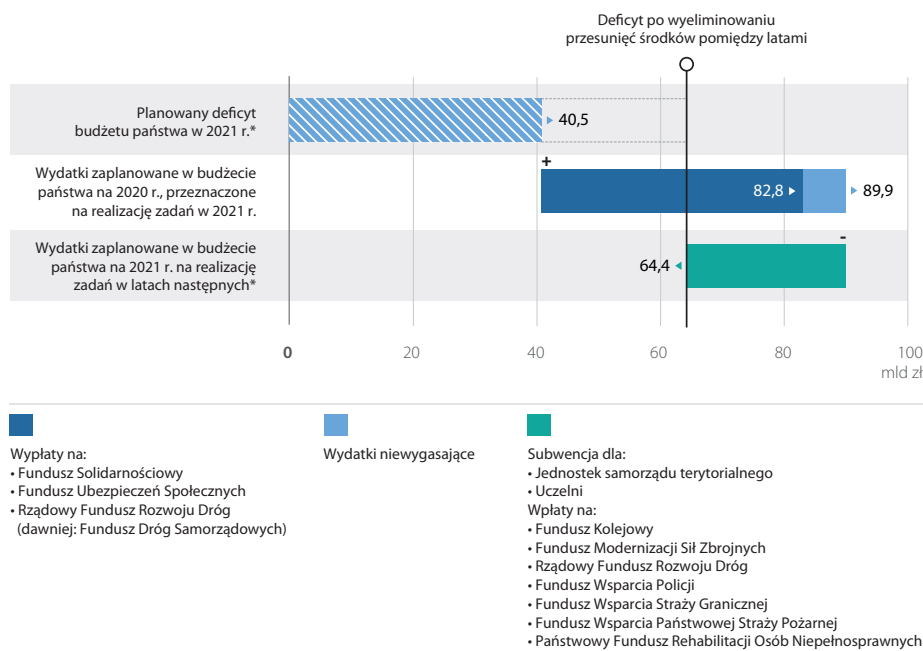 Deficyt po wyeliminowaniu
przesunięć środków pomiędzy latami
Planowany deficyt
budżetu państwa w 2021 r.*
40,5
Wydatki zaplanowane w budżecie
państwa na 2020 r., przeznaczone
na realizację zadań w 2021 r.
+
82,8
89,9
Wydatki zaplanowane w budżecie
państwa na 2021 r. na realizację
zadań w latach następnych*
64,4
-
0
20
40
60
80
100
mld zł
Wypłaty na:
• Fundusz Solidarnościowy
• Fundusz Ubezpieczeń Społecznych
• Rządowy Fundusz Rozwoju Dróg
(dawniej: Fundusz Dróg Samorządowych)
Wydatki niewygasające
Subwencja dla:
• Jednostek samorządu terytorialnego
• Uczelni
Wpłaty na:
• Fundusz Kolejowy
• Fundusz Modernizacji Sił Zbrojnych
• Rządowy Fundusz Rozwoju Dróg
• Fundusz Wsparcia Policji
• Fundusz Wsparcia Straży Granicznej
• Fundusz Wsparcia Państwowej Straży Pożarnej
• Państwowy Fundusz Rehabilitacji Osób Niepełnosprawnych